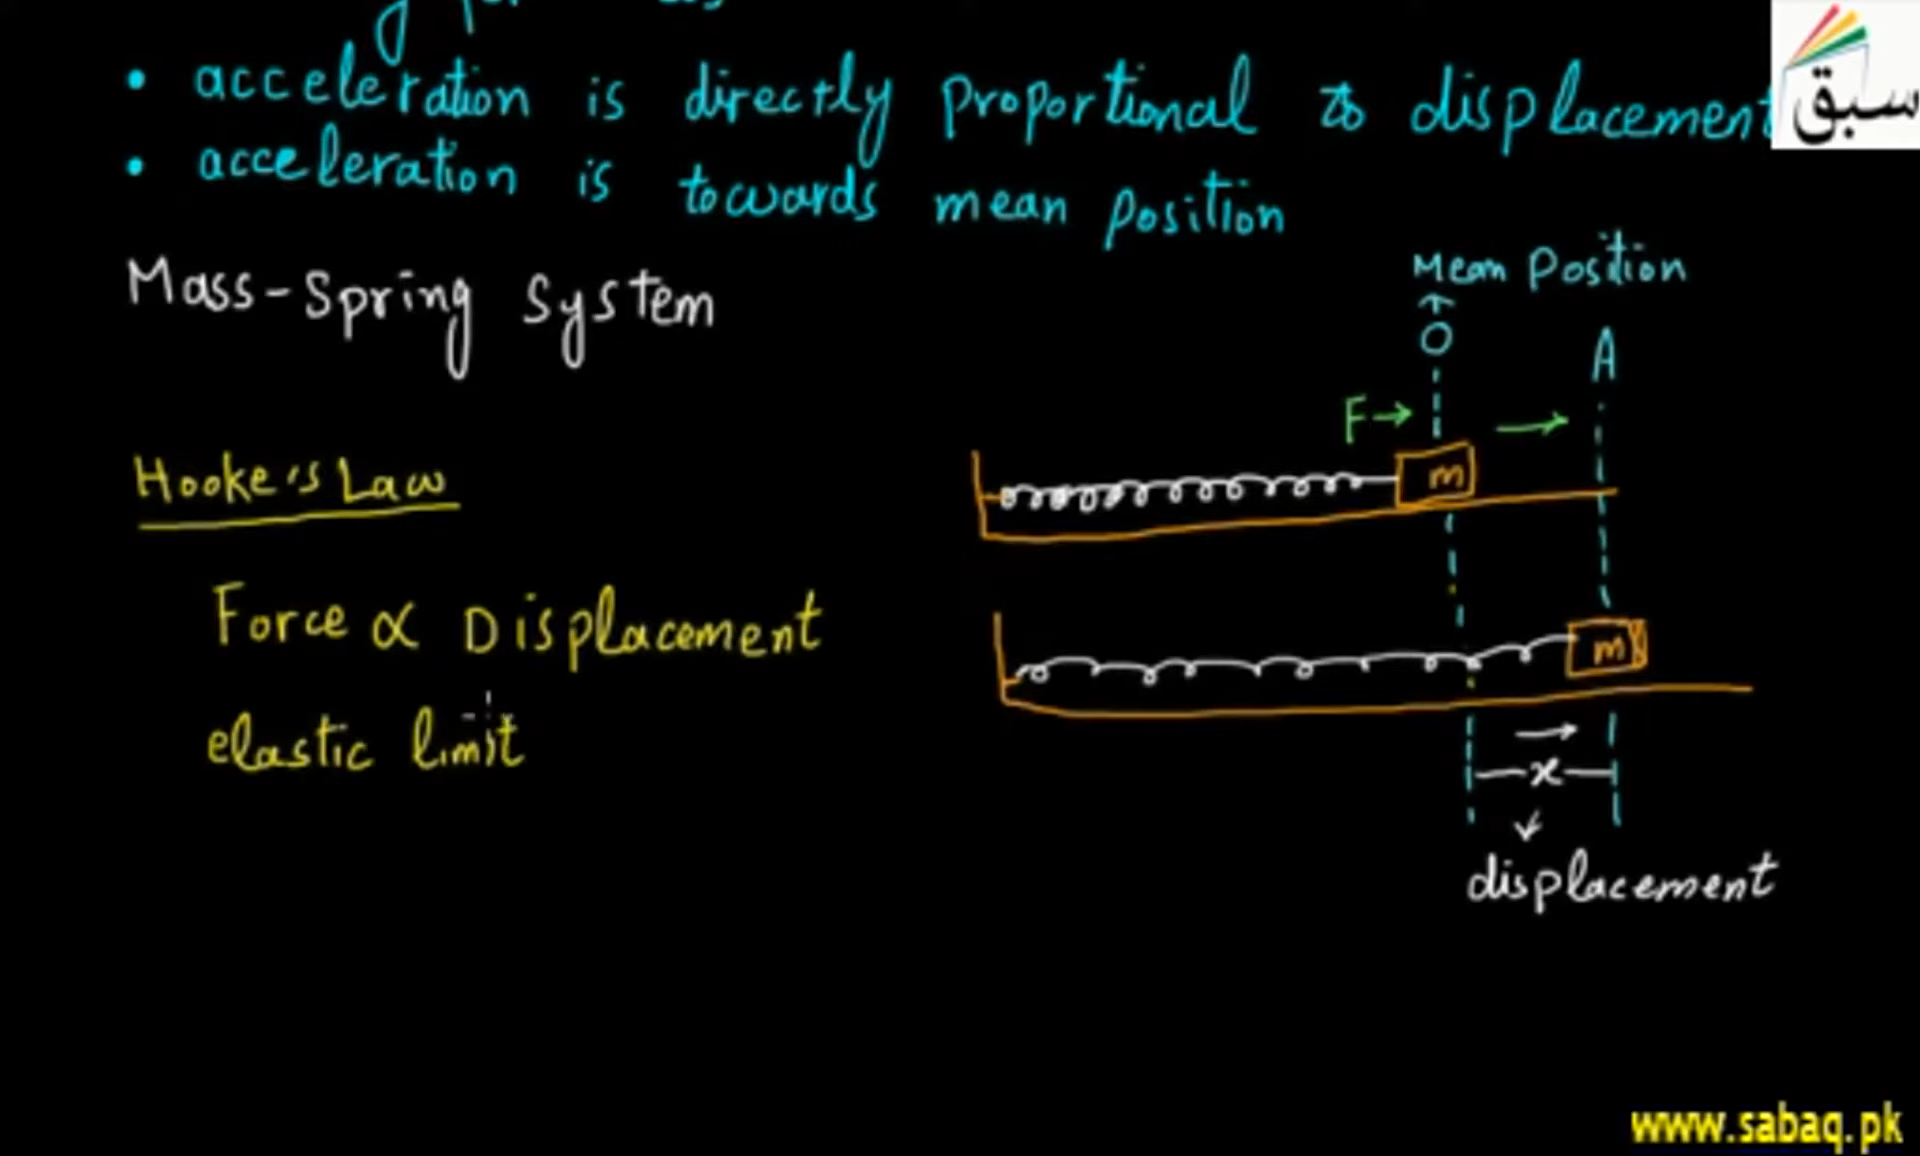 • acceleration is directly proportional to displacement
سبق
• acceleration is towards mean position
Mass-Spring System
Mean Position
O
A
F
m
Hooke's Law
Force ∝ Displacement
m
elastic limit
x
displacement
www.sabaq.pk